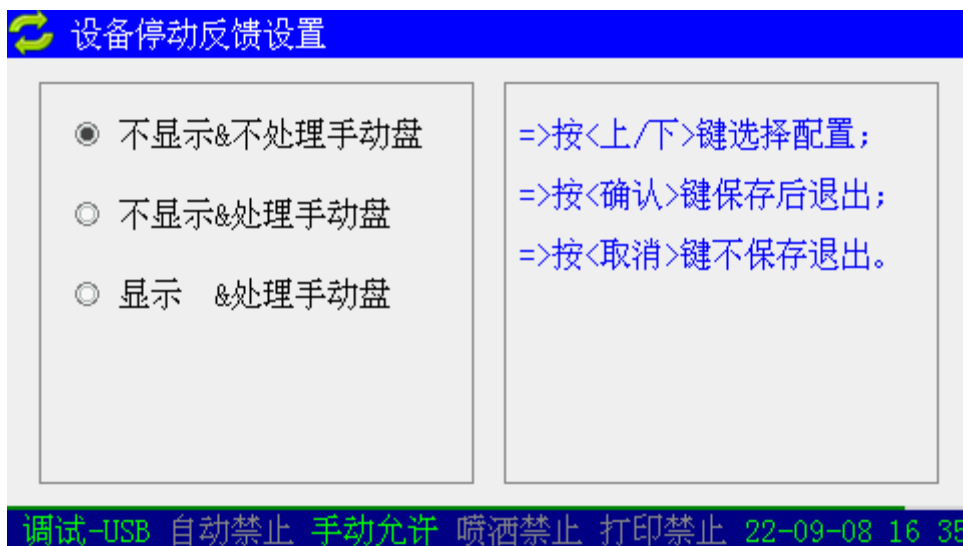 设备停动反馈设置
不显示&不处理手动盘
不显示&处理手动盘
显示 &处理手动盘
=>按<上/下>键选择配置;
=>按<确认>键保存后退出;
=>按<取消>键不保存退出。
调试-USB 自动禁止 手动允许 喷洒禁止 打印禁止 22-09-08 16 35